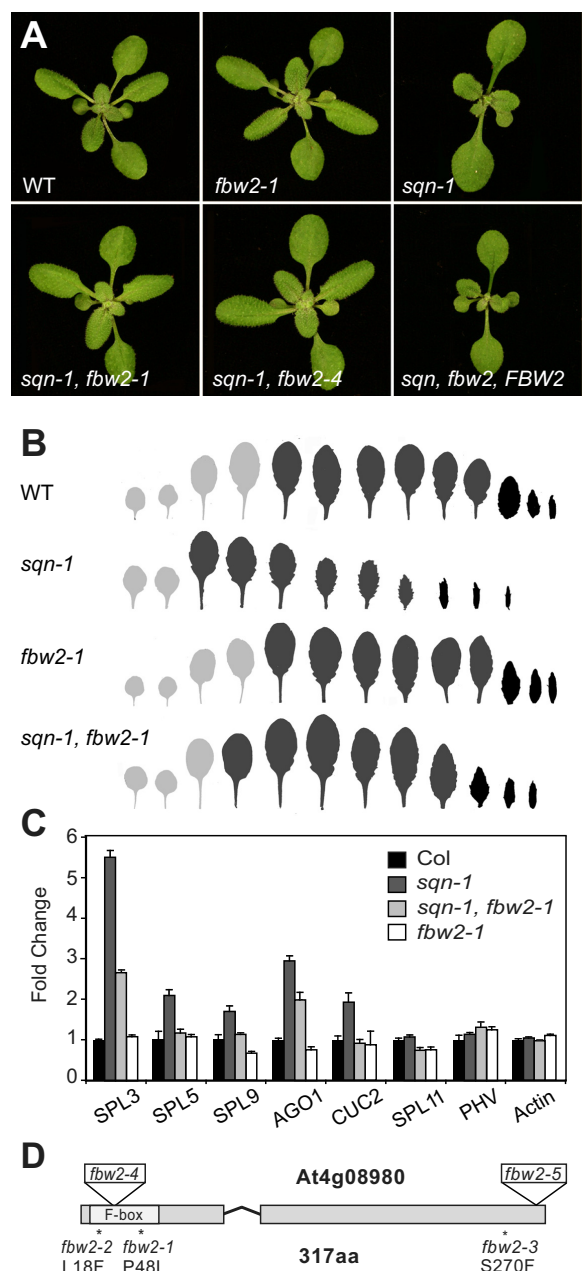 A
WT
fbw2-1
sqn-1
sqn-1, fbw2-1
sqn-1, fbw2-4
sqn, fbw2, FBW2
B
WT
sqn-1
fbw2-1
sqn-1, fbw2-1
C
6
5
4
3
2
1
0
Fold Change
Col
sqn-1
sqn-1, fbw2-1
fbw2-1
SPL3
SPL5
SPL9
AGO1
CUC2
SPL11
PHV
Actin
D
fbw2-4
At4g08980
fbw2-5
F-box
* * *
fbw2-2
fbw2-1
fbw2-3
L18F
P48L
317aa
S270F